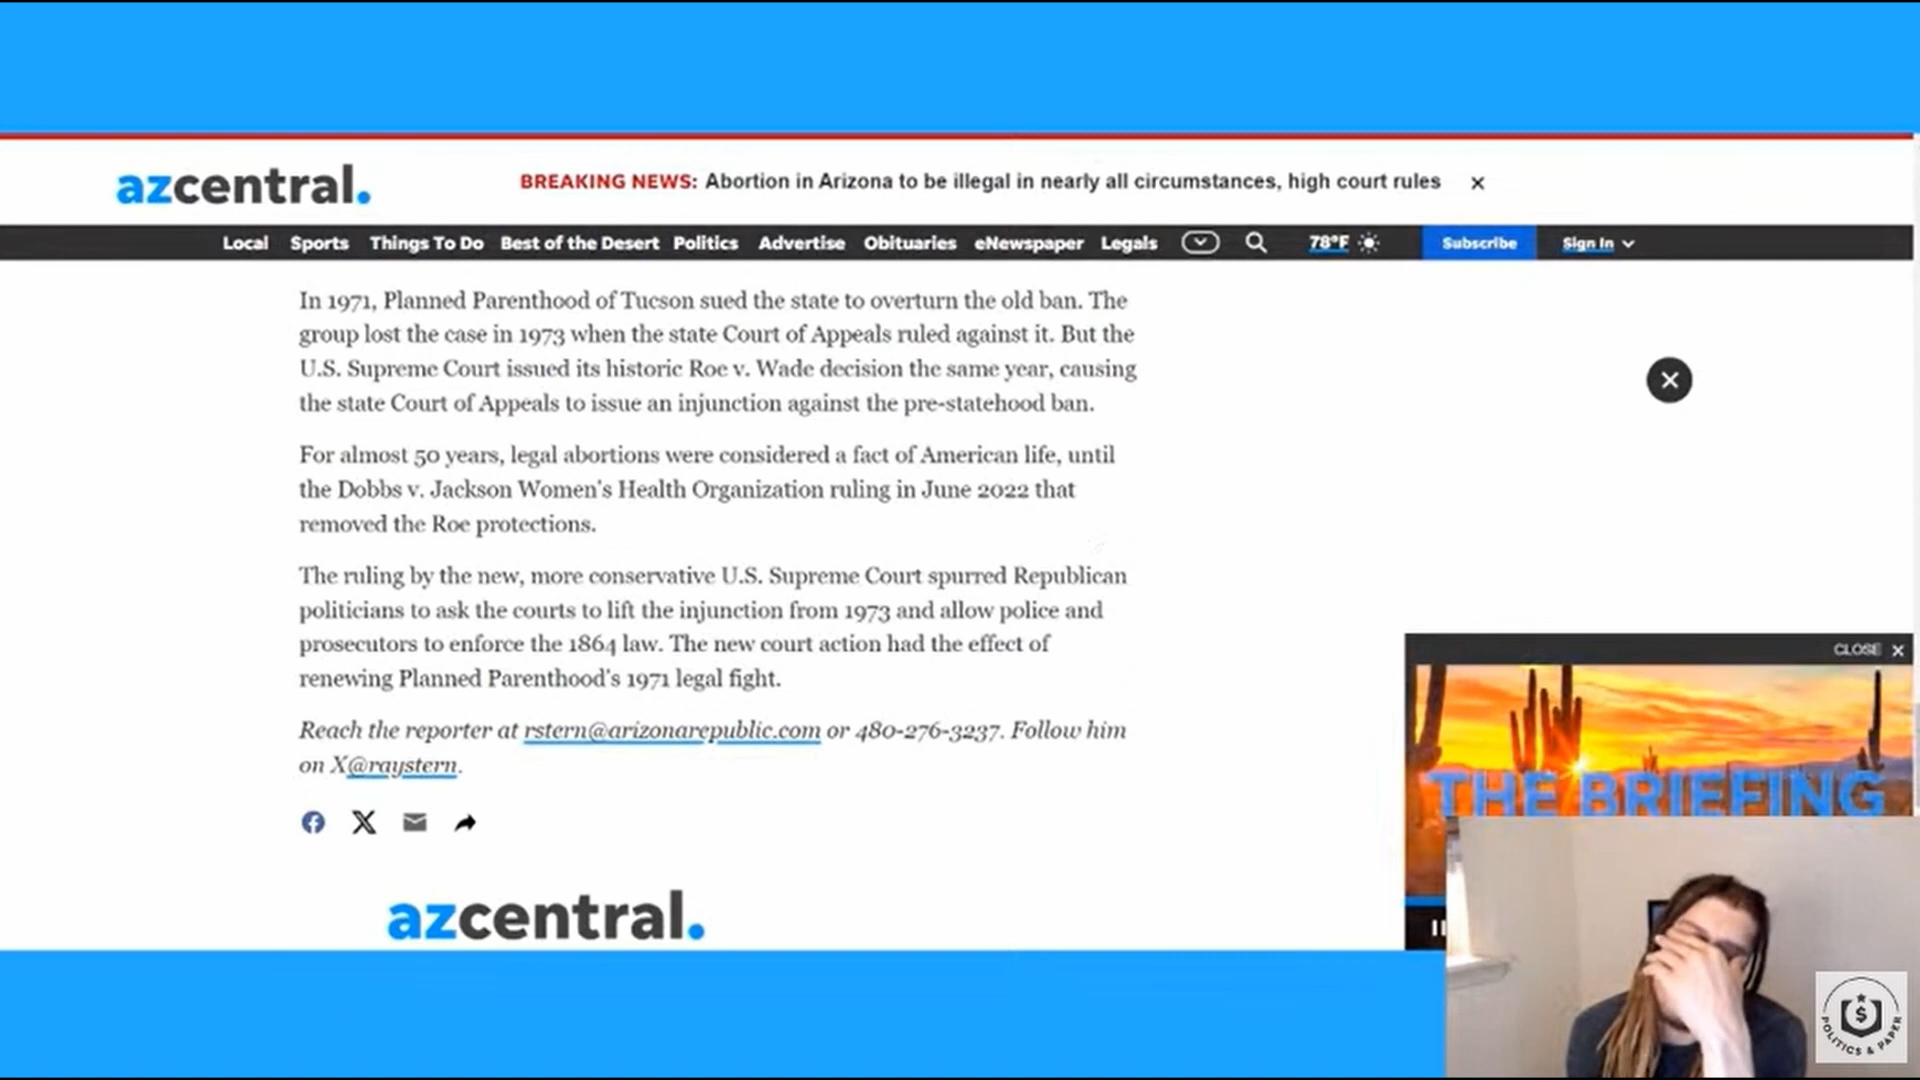 azcentral.
BREAKING NEWS: Abortion in Arizona to be illegal in nearly all circumstances, high court rules
Local Sports Things To Do Best of the Desert Politics Advertise Obituaries eNewspaper Legals 78°F Subscribe Sign In
In 1971, Planned Parenthood of Tucson sued the state to overturn the old ban. The
group lost the case in 1973 when the state Court of Appeals ruled against it. But the
U.S. Supreme Court issued its historic Roe v. Wade decision the same year, causing
the state Court of Appeals to issue an injunction against the pre-statehood ban.
For almost 50 years, legal abortions were considered a fact of American life, until
the Dobbs v. Jackson Women's Health Organization ruling in June 2022 that
removed the Roe protections.
The ruling by the new, more conservative U.S. Supreme Court spurred Republican
politicians to ask the courts to lift the injunction from 1973 and allow police and
prosecutors to enforce the 1864 law. The new court action had the effect of
renewing Planned Parenthood's 1971 legal fight.
Reach the reporter at rstern@arizonarepublic.com or 480-276-3237. Follow him
on X@raystern.
azcentral.
CLOSE
THE BRIEFING
$
POLITICS & PAPER